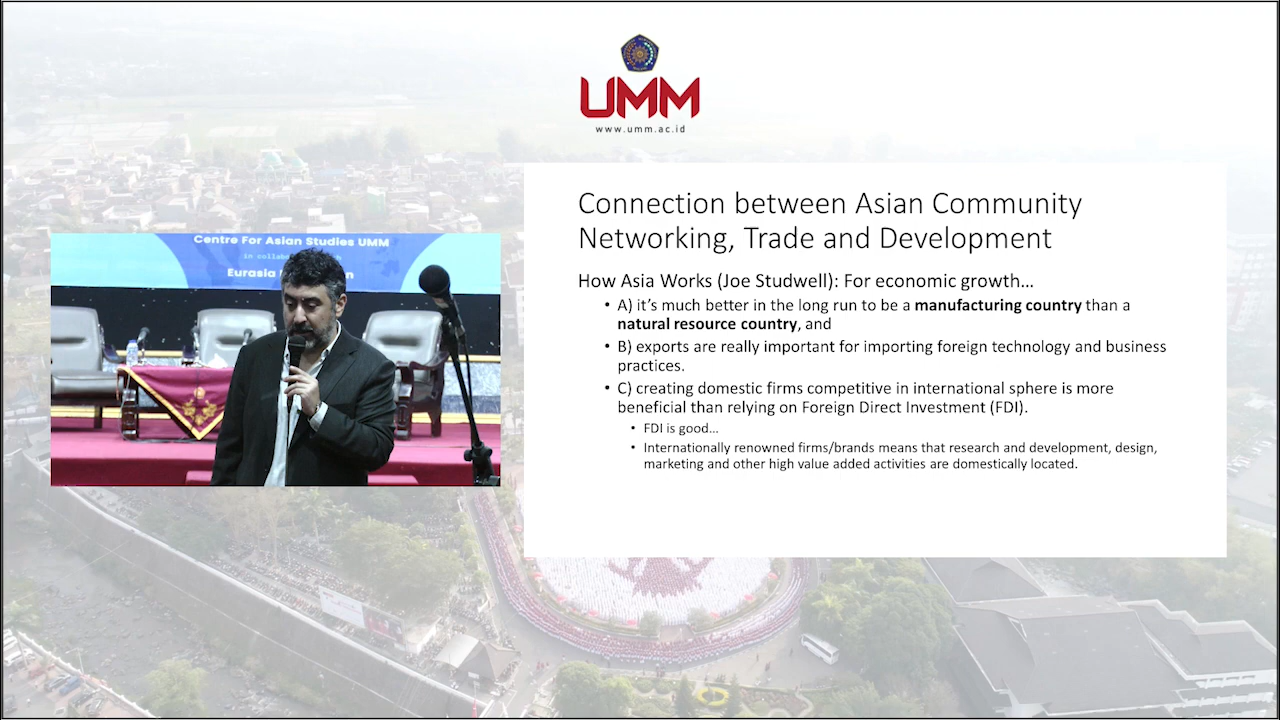 UMM
www.umm.ac.id
Connection between Asian Community
Networking, Trade and Development
How Asia Works (Joe Studwell): For economic growth…
• A) it’s much better in the long run to be a manufacturing country than a
natural resource country, and
• B) exports are really important for importing foreign technology and business
practices.
• C) creating domestic firms competitive in international sphere is more
beneficial than relying on Foreign Direct Investment (FDI).
• FDI is good…
• Internationally renowned firms/brands means that research and development, design,
marketing and other high value added activities are domestically located.
Centre For Asian Studies UMM
in
Eurasia